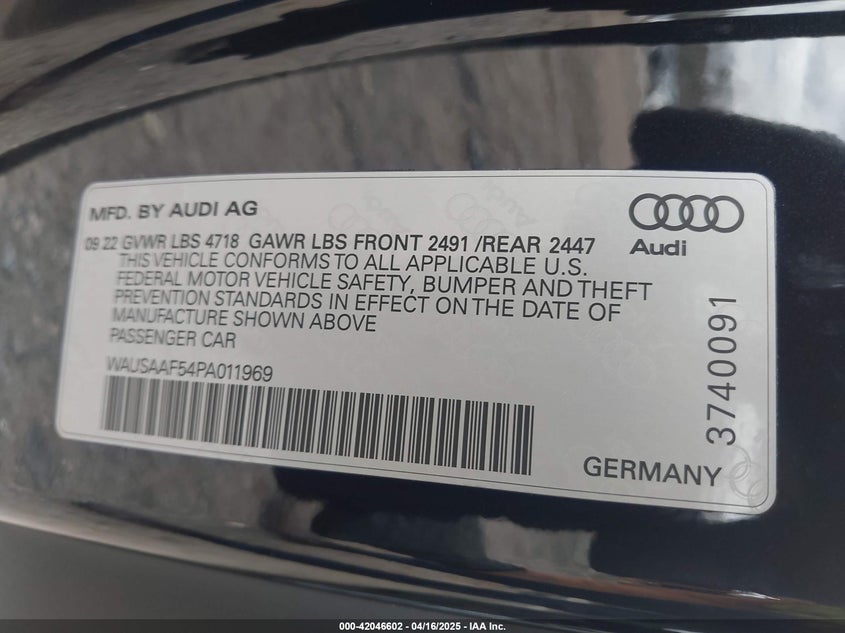 MFD. BY AUDI AG
Audi
09 22 GVWR LBS 4718 GAWR LBS FRONT 2491 /REAR 2447
THIS VEHICLE CONFORMS TO ALL APPLICABLE U.S.
FEDERAL MOTOR VEHICLE SAFETY, BUMPER AND THEFT
PREVENTION STANDARDS IN EFFECT ON THE DATE OF
MANUFACTURE SHOWN ABOVE
PASSENGER CAR
WAUSAAF54PA011969
3740091
GERMANY
000-42046602 - 04/16/2025 - IAA Inc.